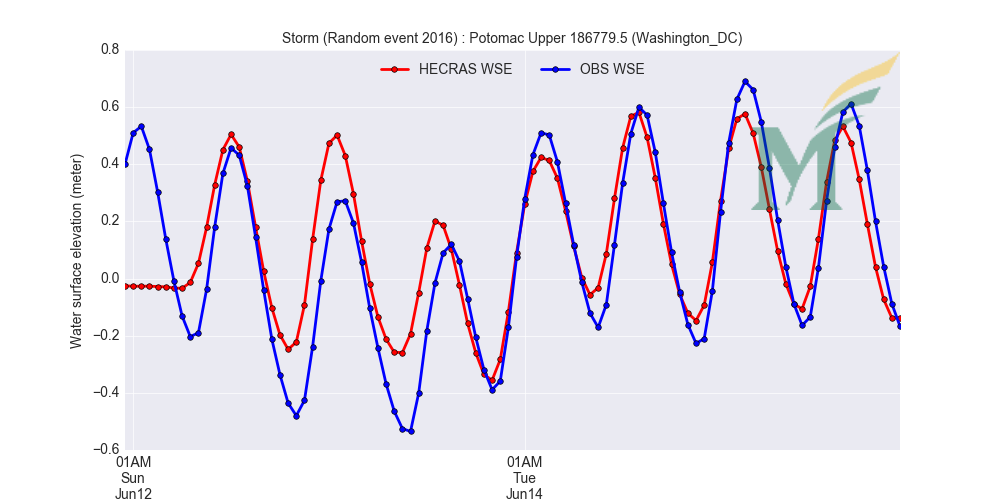 Storm (Random event 2016) : Potomac Upper 186779.5 (Washington_DC)
HECRAS WSE
OBS WSE
Water surface elevation (meter)
0.8
0.6
0.4
0.2
0.0
−0.2
−0.4
−0.6
01AM
Sun
Jun12
01AM
Tue
Jun14
M